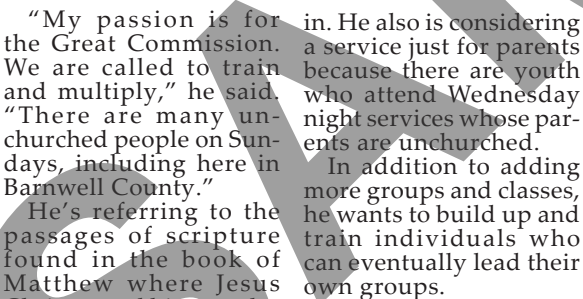 "My passion is for
the Great Commission.
We are called to train
and multiply," he said.
"There are many un-
churched people on Sun-
days, including here in
Barnwell County."
He's referring to the
passages of scripture
found in the book of
Matthew where Jesus
in. He also is considering
a service just for parents
because there are youth
who attend Wednesday
night services whose par-
ents are unchurched.
In addition to adding
more groups and classes,
he wants to build up and
train individuals who
can eventually lead their
own groups.